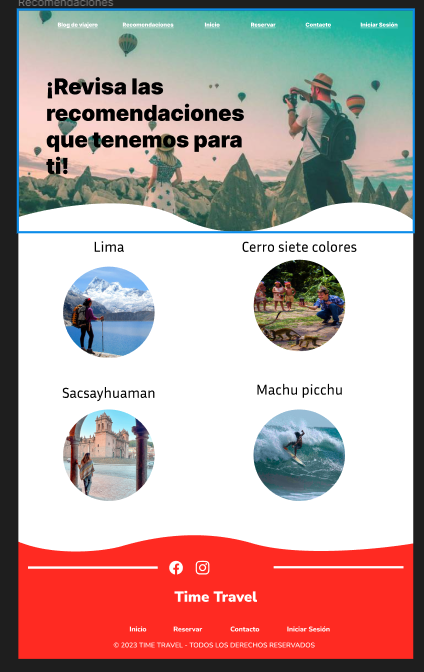 Recomendaciones
Blog de viajero Recomendaciones Inicio Reservar Contacto Iniciar Sesión
¡Revisa las
recomendaciones
que tenemos para
ti!
Lima Cerro siete colores
Sacsayhuaman Machu picchu
Time Travel
Inicio Reservar Contacto Iniciar Sesión
© 2023 TIME TRAVEL - TODOS LOS DERECHOS RESERVADOS